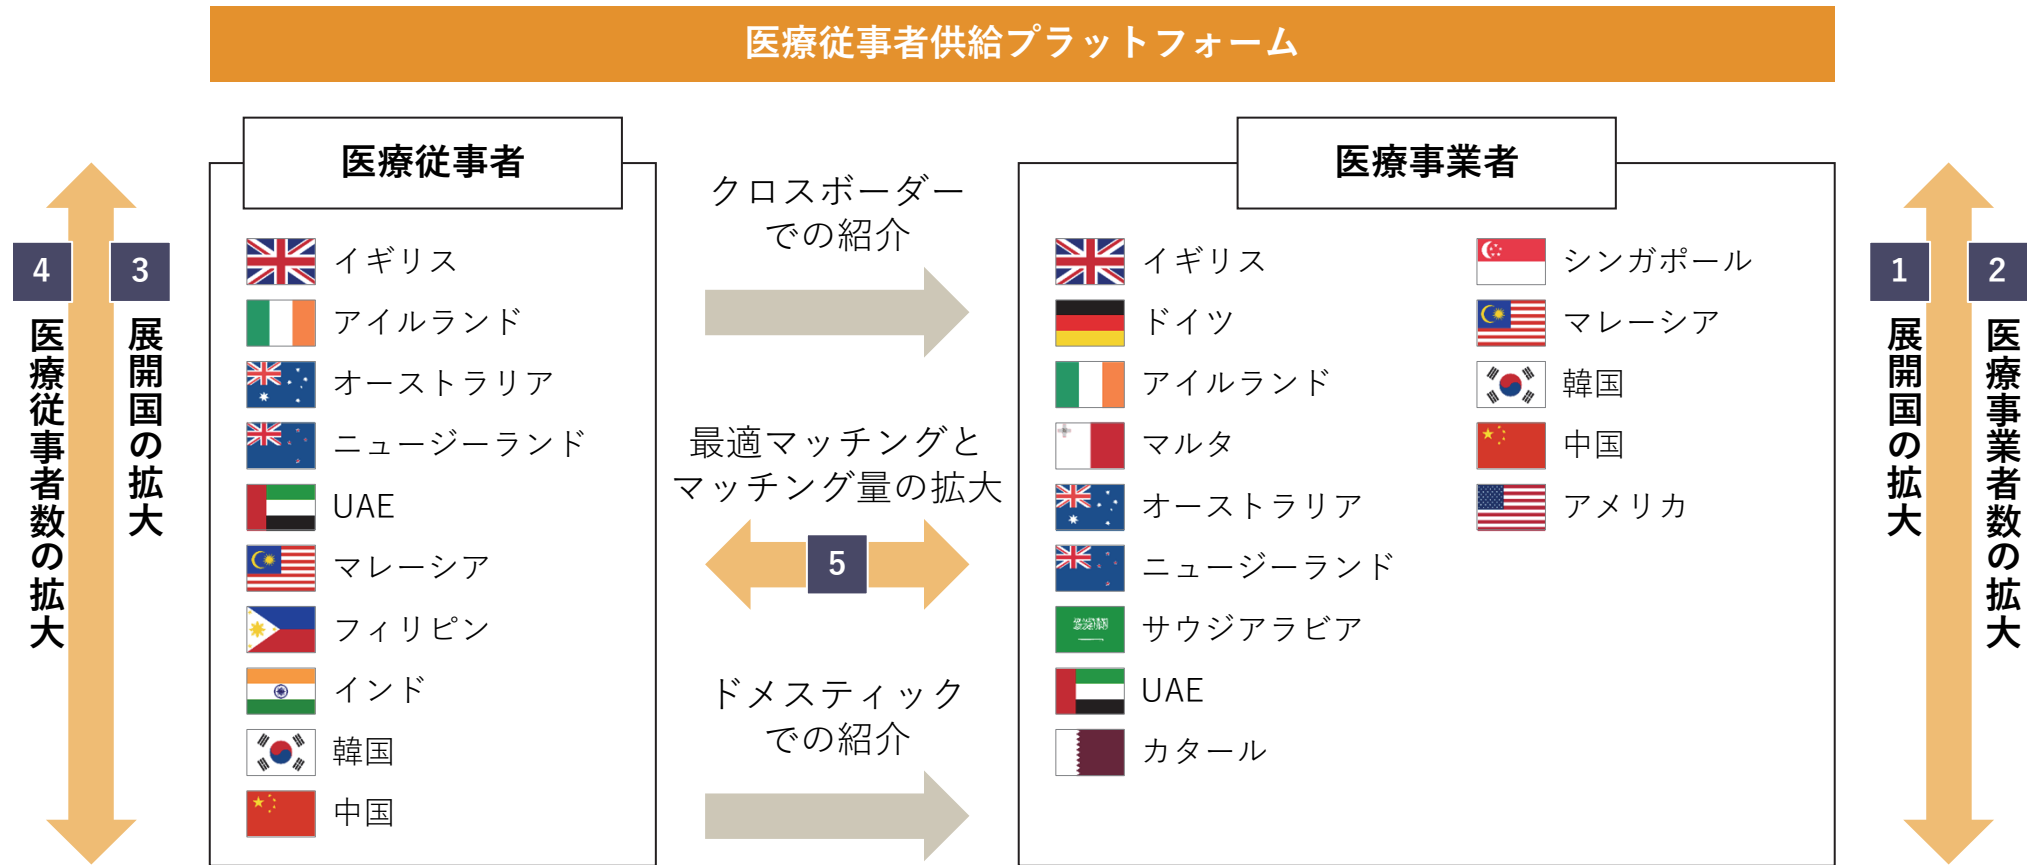 医療従事者供給プラットフォーム
4
医療従事者数の拡大
3
展開国の拡大
医療従事者
イギリス
アイルランド
オーストラリア
ニュージーランド
UAE
マレーシア
フィリピン
インド
韓国
中国
クロスボーダー
での紹介
最適マッチングと
マッチング量の拡大
5
ドメスティック
での紹介
医療事業者
イギリス
ドイツ
アイルランド
マルタ
オーストラリア
ニュージーランド
サウジアラビア
UAE
カタール
シンガポール
マレーシア
韓国
中国
アメリカ
1
展開国の拡大
2
医療事業者数の拡大